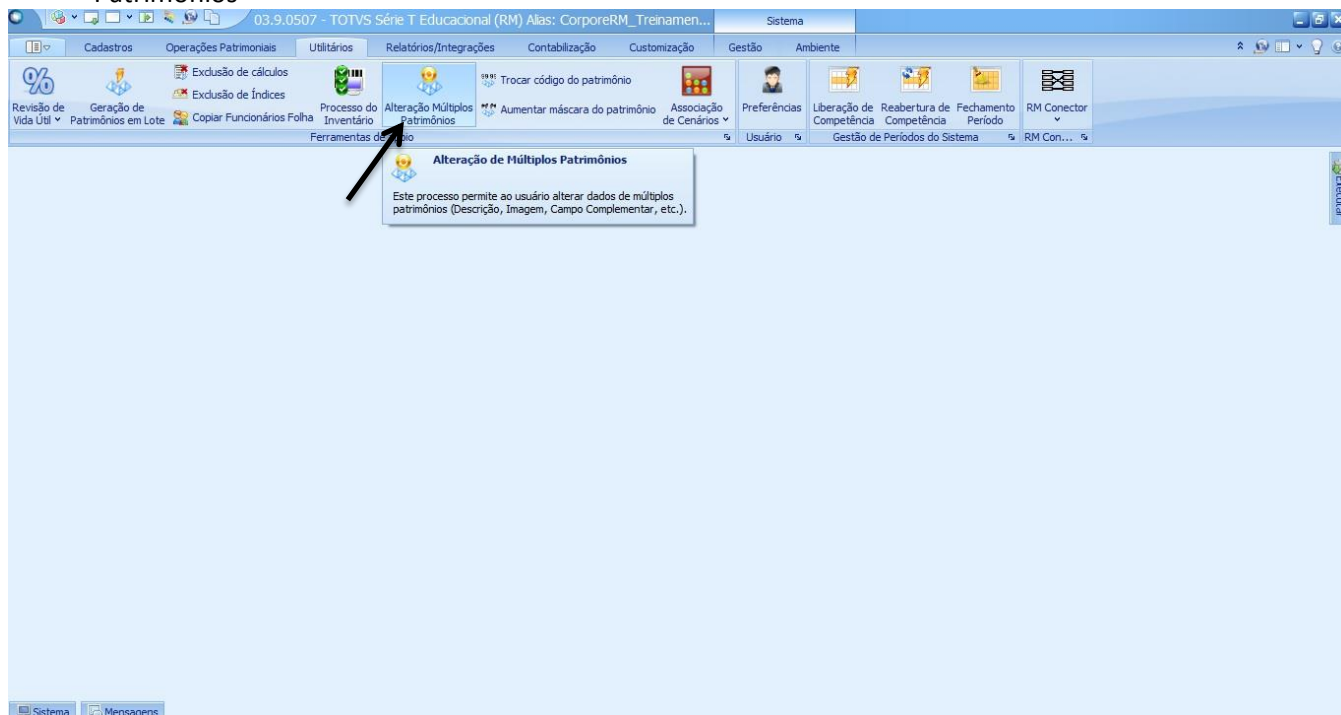 Patrimônios
03.9.0507 - TOTVS Série T Educacional (RM) Alias: CorporeRM_Treinamen...
Sistema
Cadastros Operações Patrimoniais Utilitários Relatórios/Integrações Contabilização Customização Gestão Ambiente
Revisão de Vida Útil
Geração de Patrimônios em Lote
Exclusão de cálculos
Exclusão de Índices
Copiar Funcionários Folha
Processo do Inventário
Alteração Múltiplos Patrimônios
Trocar código do patrimônio
Aumentar máscara do patrimônio
Associação de Cenários
Preferências
Liberação de Competência
Reabertura de Competência
Fechamento Período
RM Conector
Ferramentas de
Usuário
Gestão de Períodos do Sistema
RM Con...
Alteração de Múltiplos Patrimônios
Este processo permite ao usuário alterar dados de múltiplos
patrimônios (Descrição, Imagem, Campo Complementar, etc.).
Executar
Sistema Mensagens